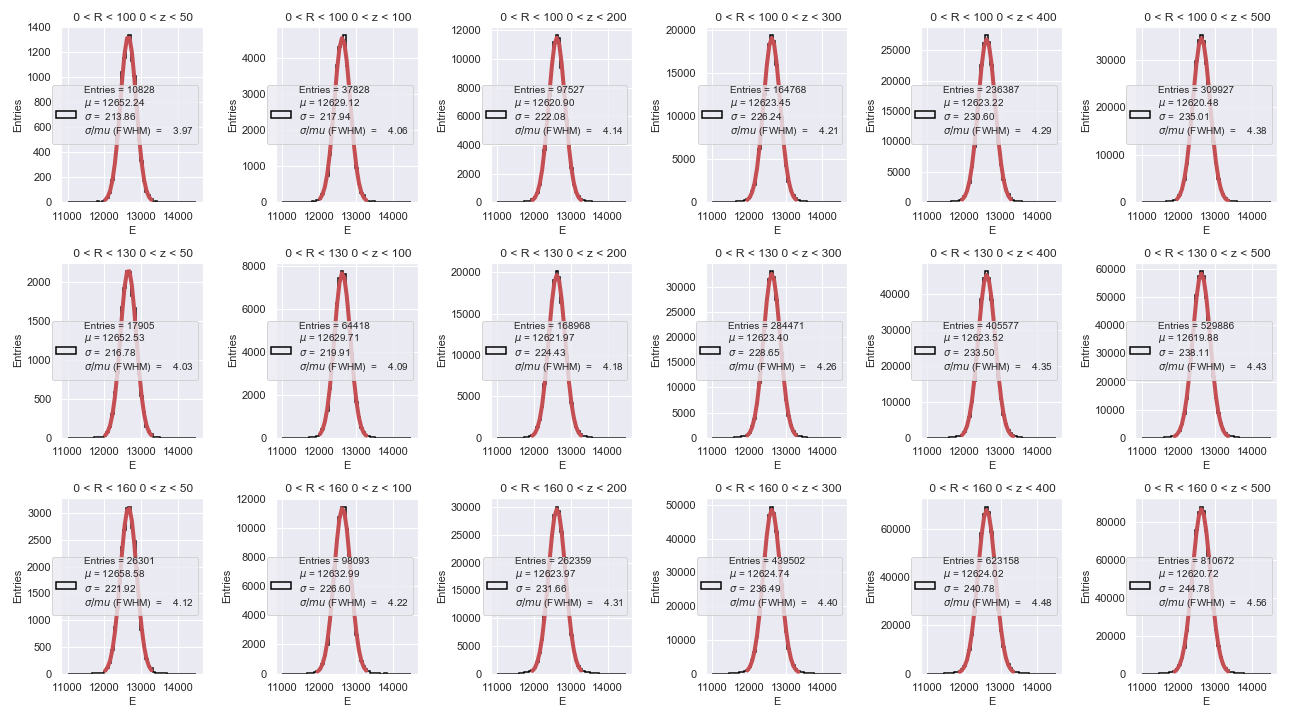 0 < R < 100 0 < z < 50
1400
1200
1000
800
600
400
200
0
Entries
Entries = 10828
μ = 12652.24
σ = 213.86
σ/mu (FWHM) = 3.97
11000 12000 13000 14000
E
0 < R < 100 0 < z < 100
4000
3000
2000
1000
0
Entries
Entries = 37828
μ = 12629.12
σ = 217.94
σ/mu (FWHM) = 4.06
11000 12000 13000 14000
E
0 < R < 100 0 < z < 200
12000
10000
8000
6000
4000
2000
0
Entries
Entries = 97527
μ = 12620.90
σ = 222.08
σ/mu (FWHM) = 4.14
11000 12000 13000 14000
E
0 < R < 100 0 < z < 300
20000
15000
10000
5000
0
Entries
Entries = 164768
μ = 12623.45
σ = 226.24
σ/mu (FWHM) = 4.21
11000 12000 13000 14000
E
0 < R < 100 0 < z < 400
25000
20000
15000
10000
5000
0
Entries
Entries = 236387
μ = 12623.22
σ = 230.60
σ/mu (FWHM) = 4.29
11000 12000 13000 14000
E
0 < R < 100 0 < z < 500
30000
20000
10000
0
Entries
Entries = 309927
μ = 12620.48
σ = 235.01
σ/mu (FWHM) = 4.38
11000 12000 13000 14000
E
0 < R < 130 0 < z < 50
2000
1500
1000
500
0
Entries
Entries = 17905
μ = 12652.53
σ = 216.78
σ/mu (FWHM) = 4.03
11000 12000 13000 14000
E
0 < R < 130 0 < z < 100
8000
6000
4000
2000
0
Entries
Entries = 64418
μ = 12629.71
σ = 219.91
σ/mu (FWHM) = 4.09
11000 12000 13000 14000
E
0 < R < 130 0 < z < 200
20000
15000
10000
5000
0
Entries
Entries = 168968
μ = 12621.97
σ = 224.43
σ/mu (FWHM) = 4.18
11000 12000 13000 14000
E
0 < R < 130 0 < z < 300
30000
25000
20000
15000
10000
5000
0
Entries
Entries = 284471
μ = 12623.40
σ = 228.65
σ/mu (FWHM) = 4.26
11000 12000 13000 14000
E
0 < R < 130 0 < z < 400
40000
30000
20000
10000
0
Entries
Entries = 405577
μ = 12623.52
σ = 233.50
σ/mu (FWHM) = 4.35
11000 12000 13000 14000
E
0 < R < 130 0 < z < 500
60000
50000
40000
30000
20000
10000
0
Entries
Entries = 529886
μ = 12619.88
σ = 238.11
σ/mu (FWHM) = 4.43
11000 12000 13000 14000
E
0 < R < 160 0 < z < 50
3000
2500
2000
1500
1000
500
0
Entries
Entries = 26301
μ = 12658.58
σ = 221.92
σ/mu (FWHM) = 4.12
11000 12000 13000 14000
E
0 < R < 160 0 < z < 100
12000
10000
8000
6000
4000
2000
0
Entries
Entries = 98093
μ = 12632.99
σ = 226.60
σ/mu (FWHM) = 4.22
11000 12000 13000 14000
E
0 < R < 160 0 < z < 200
30000
25000
20000
15000
10000
5000
0
Entries
Entries = 262359
μ = 12623.97
σ = 231.66
σ/mu (FWHM) = 4.31
11000 12000 13000 14000
E
0 < R < 160 0 < z < 300
50000
40000
30000
20000
10000
0
Entries
Entries = 439502
μ = 12624.74
σ = 236.49
σ/mu (FWHM) = 4.40
11000 12000 13000 14000
E
0 < R < 160 0 < z < 400
60000
40000
20000
0
Entries
Entries = 623158
μ = 12624.02
σ = 240.78
σ/mu (FWHM) = 4.48
11000 12000 13000 14000
E
0 < R < 160 0 < z < 500
80000
60000
40000
20000
0
Entries
Entries = 810672
μ = 12620.72
σ = 244.78
σ/mu (FWHM) = 4.56
11000 12000 13000 14000
E